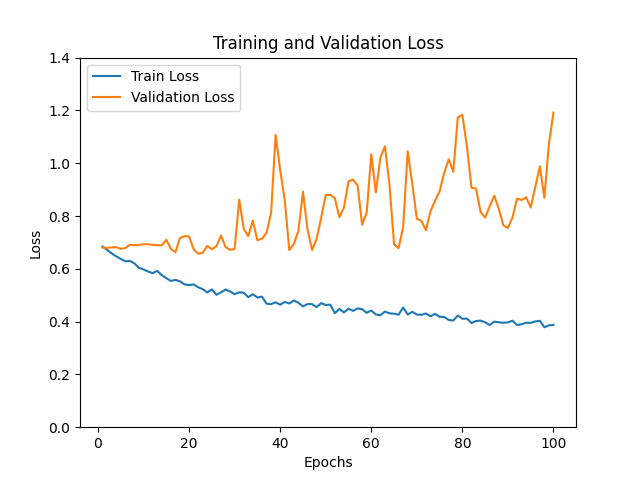 Training and Validation Loss
Train Loss
Validation Loss
1.4
1.2
1.0
0.8
0.6
0.4
0.2
0.0
Loss
0 20 40 60 80 100
Epochs